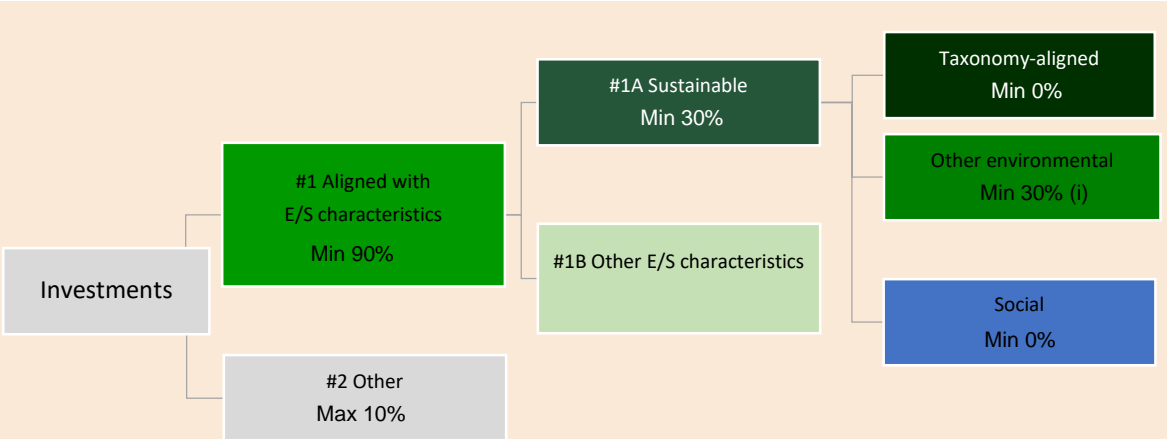 Investments
#1 Aligned with
E/S characteristics
Min 90%
#2 Other
Max 10%
#1A Sustainable
Min 30%
#1B Other E/S characteristics
Taxonomy-aligned
Min 0%
Other environmental
Min 30% (i)
Social
Min 0%